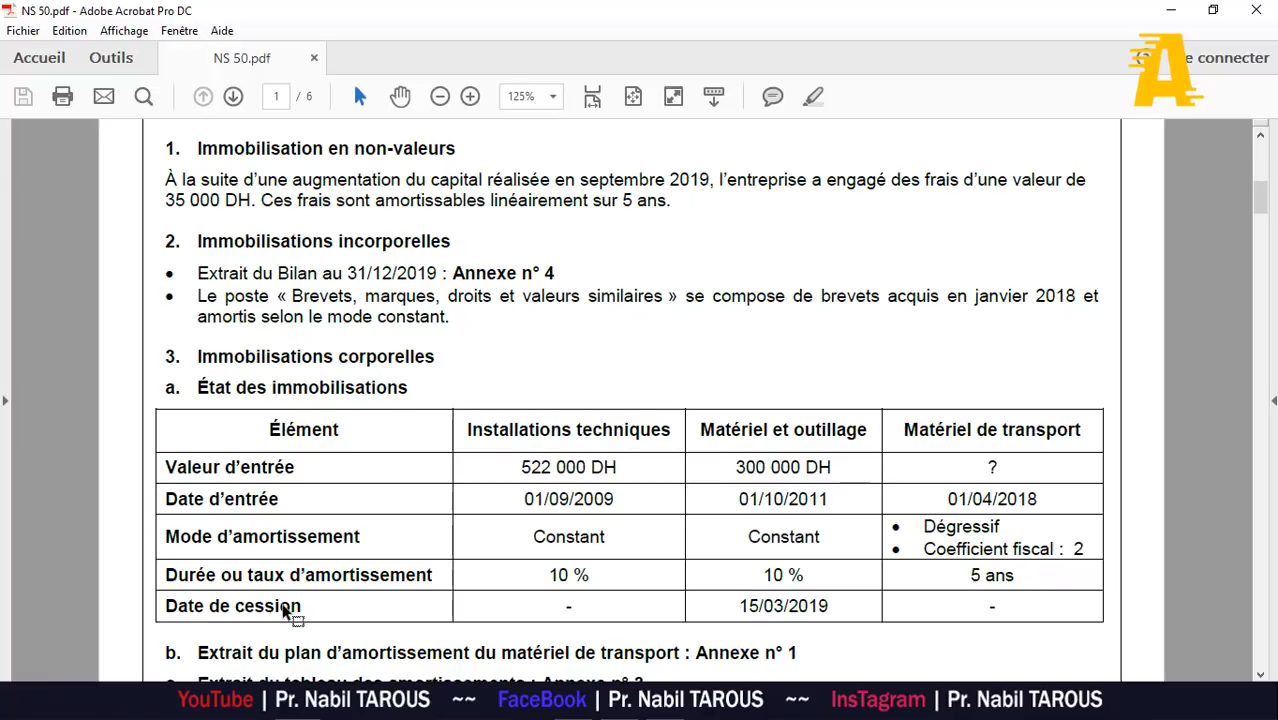 NS 50.pdf - Adobe Acrobat Pro DC
Fichier Edition Affichage Fenêtre Aide
Accueil Outils NS 50.pdf × e connecter
1 / 6 125%
A
1. Immobilisation en non-valeurs
À la suite d'une augmentation du capital réalisée en septembre 2019, l'entreprise a engagé des frais d'une valeur de
35 000 DH. Ces frais sont amortissables linéairement sur 5 ans.
2. Immobilisations incorporelles
• Extrait du Bilan au 31/12/2019 : Annexe n° 4
• Le poste « Brevets, marques, droits et valeurs similaires » se compose de brevets acquis en janvier 2018 et
amortis selon le mode constant.
3. Immobilisations corporelles
a. État des immobilisations
Élément Installations techniques Matériel et outillage Matériel de transport
Valeur d'entrée 522 000 DH 300 000 DH ?
Date d'entrée 01/09/2009 01/10/2011 01/04/2018
Mode d'amortissement Constant Constant • Dégressif
• Coefficient fiscal : 2
Durée ou taux d'amortissement 10 % 10 % 5 ans
Date de cession - 15/03/2019 -
b. Extrait du plan d'amortissement du matériel de transport : Annexe n° 1
YouTube | Pr. Nabil TAROUS ~~ FaceBook | Pr. Nabil TAROUS ~~ InsTagram | Pr. Nabil TAROUS